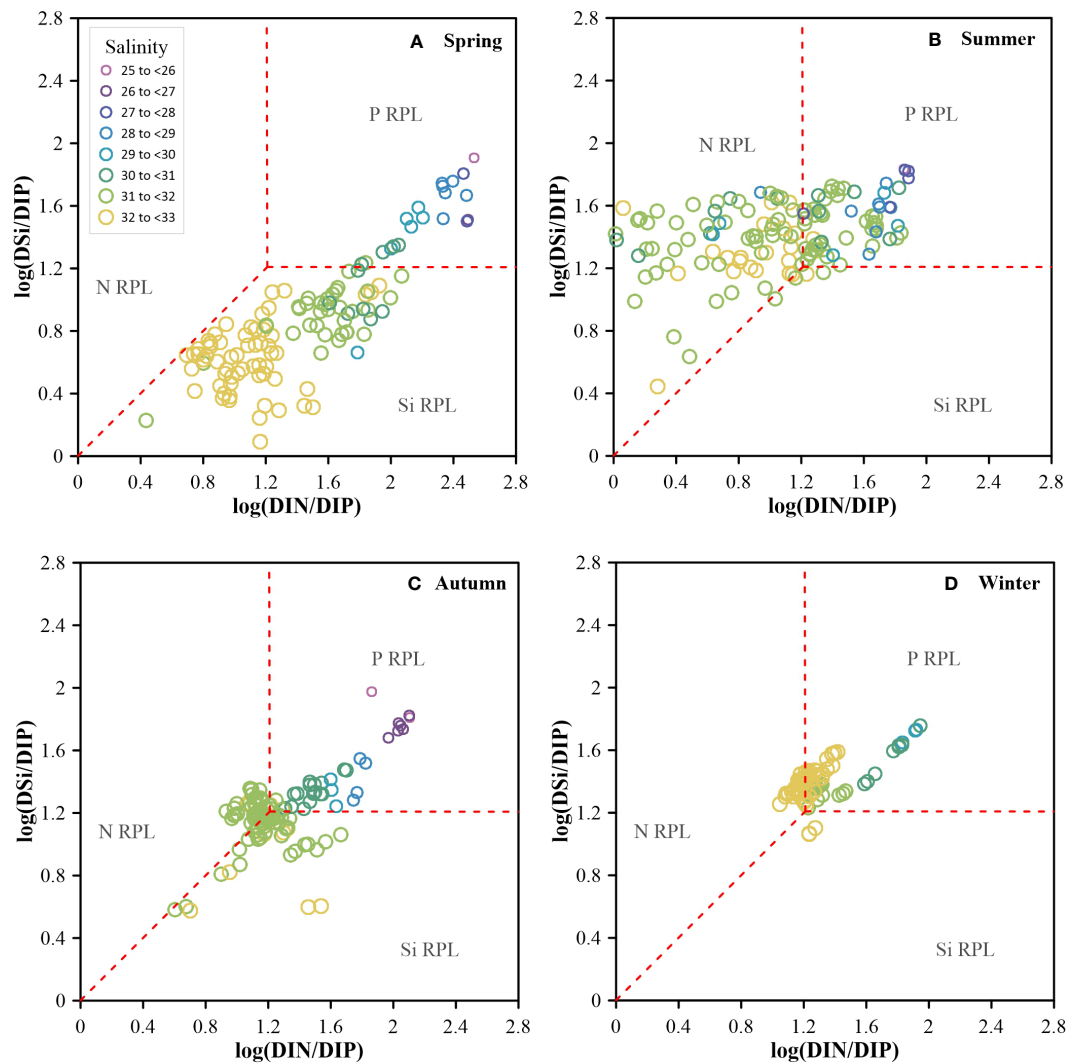 A Spring
Salinity
25 to <26
26 to <27
27 to <28
28 to <29
29 to <30
30 to <31
31 to <32
32 to <33
P RPL
N RPL
Si RPL
2.8
2.4
2
1.6
1.2
0.8
0.4
0
0 0.4 0.8 1.2 1.6 2 2.4 2.8
log(DSi/DIP)
log(DIN/DIP)
B Summer
P RPL
N RPL
Si RPL
2.8
2.4
2
1.6
1.2
0.8
0.4
0
0 0.4 0.8 1.2 1.6 2 2.4 2.8
log(DSi/DIP)
log(DIN/DIP)
C Autumn
P RPL
N RPL
Si RPL
2.8
2.4
2
1.6
1.2
0.8
0.4
0
0 0.4 0.8 1.2 1.6 2 2.4 2.8
log(DSi/DIP)
log(DIN/DIP)
D Winter
P RPL
N RPL
Si RPL
2.8
2.4
2
1.6
1.2
0.8
0.4
0
0 0.4 0.8 1.2 1.6 2 2.4 2.8
log(DSi/DIP)
log(DIN/DIP)